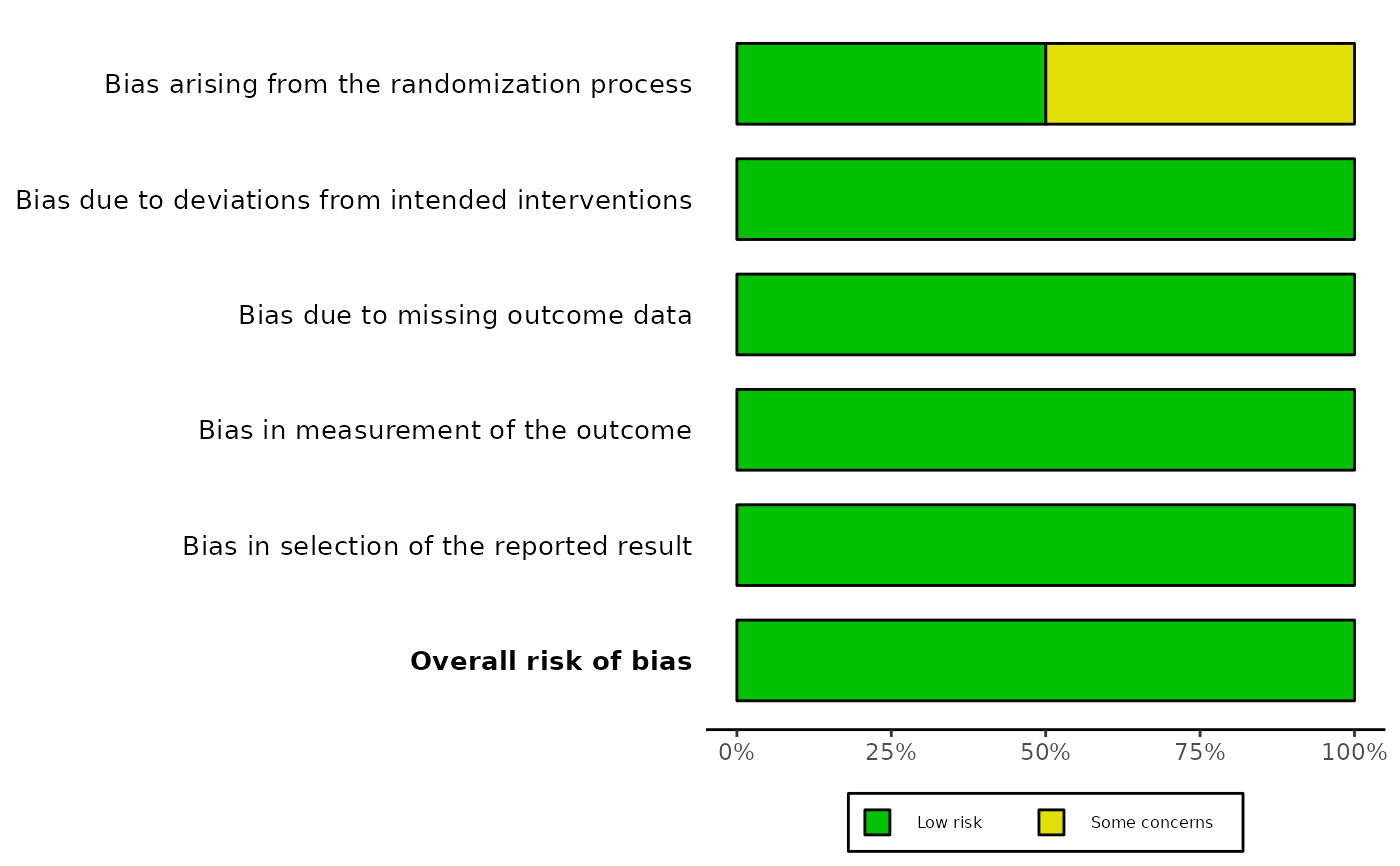 Bias arising from the randomization process
Bias due to deviations from intended interventions
Bias due to missing outcome data
Bias in measurement of the outcome
Bias in selection of the reported result
Overall risk of bias
0% 25% 50% 75% 100%
Low risk Some concerns